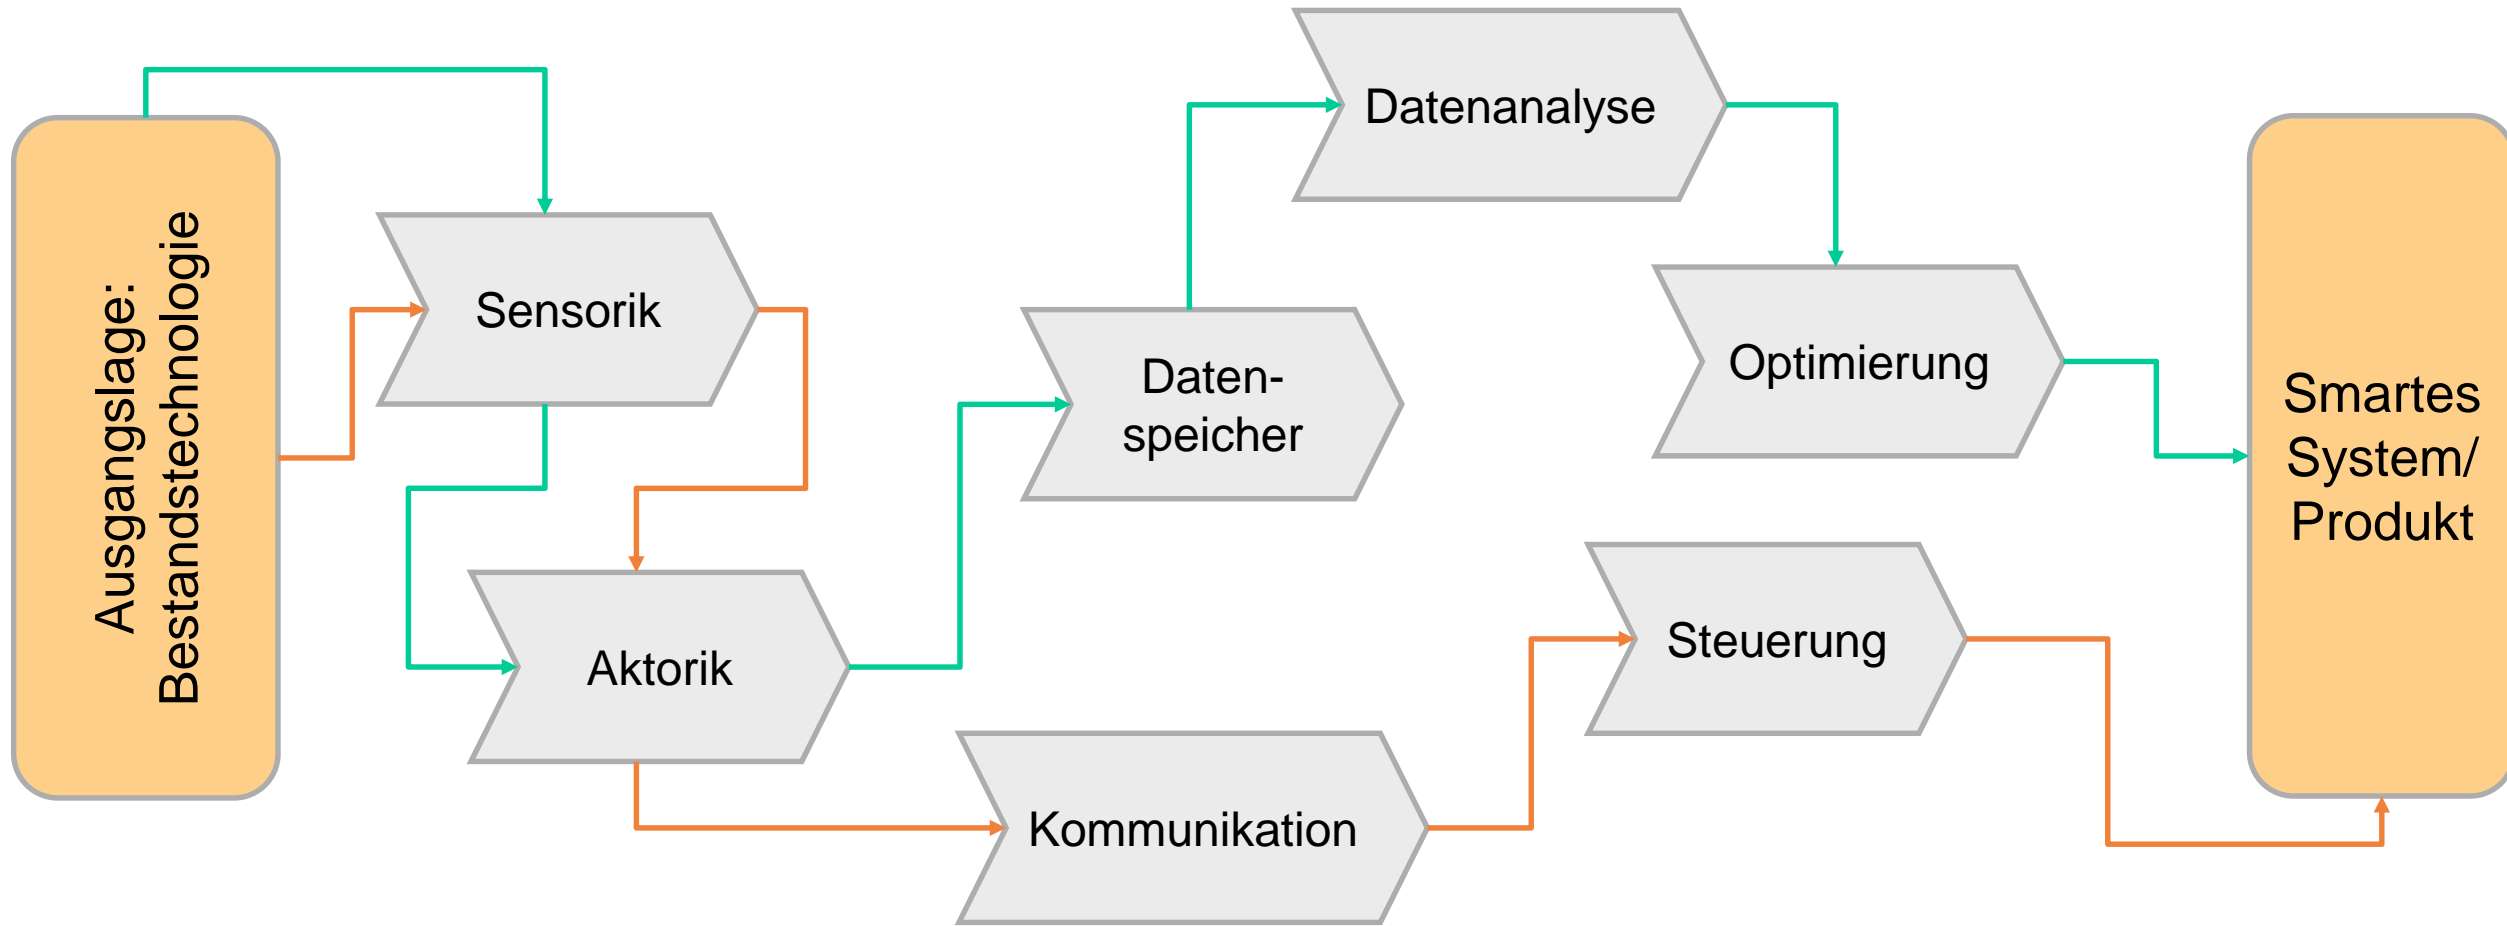 Ausgangslage:
Bestandstechnologie
Sensorik
Aktorik
Daten-
speicher
Datenanalyse
Kommunikation
Optimierung
Steuerung
Smartes
System/
Produkt